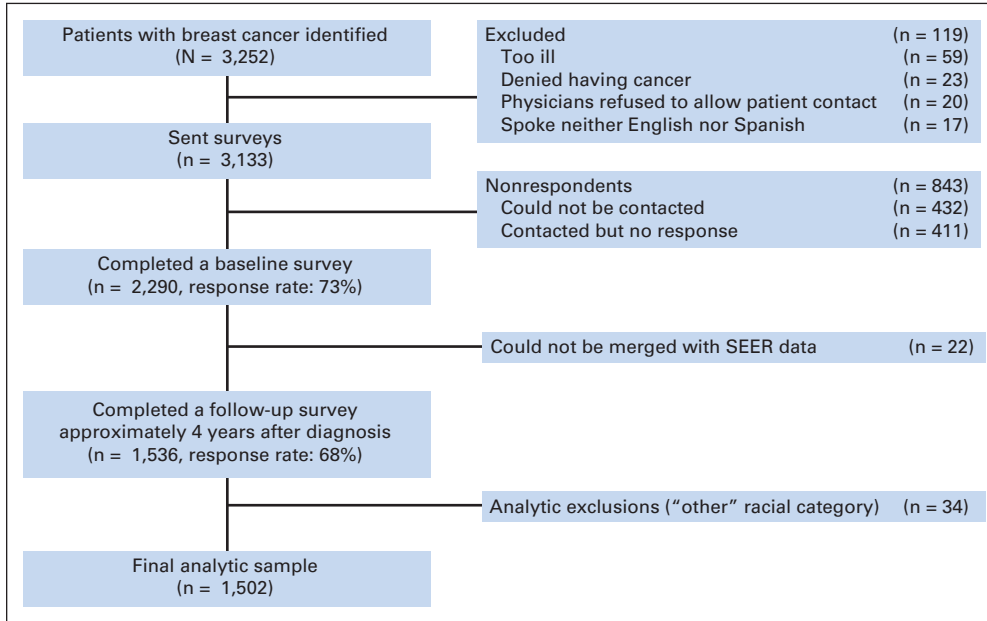 Patients with breast cancer identified
(N = 3,252)
Excluded (n = 119)
Too ill (n = 59)
Denied having cancer (n = 23)
Physicians refused to allow patient contact (n = 20)
Spoke neither English nor Spanish (n = 17)
Sent surveys
(n = 3,133)
Nonrespondents (n = 843)
Could not be contacted (n = 432)
Contacted but no response (n = 411)
Completed a baseline survey
(n = 2,290, response rate: 73%)
Could not be merged with SEER data (n = 22)
Completed a follow-up survey
approximately 4 years after diagnosis
(n = 1,536, response rate: 68%)
Analytic exclusions (“other” racial category) (n = 34)
Final analytic sample
(n = 1,502)